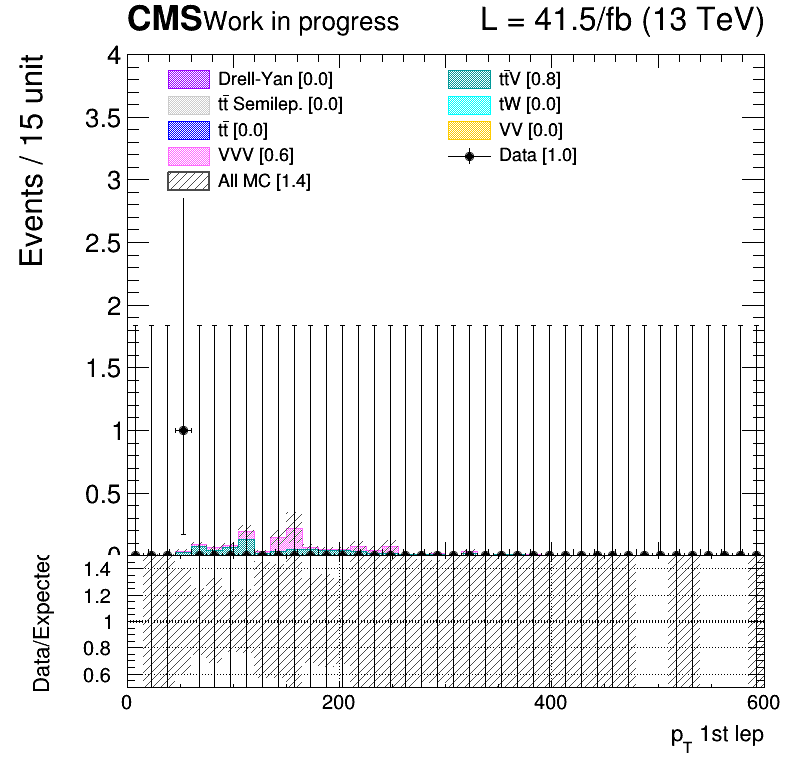 CMS Work in progress L = 41.5/fb (13 TeV)
Events / 15 unit
4
3.5
3
2.5
2
1.5
1
0.5
0
Drell-Yan [0.0]
tt̄ Semilep. [0.0]
tt̄ [0.0]
VVV [0.6]
All MC [1.4]
tt̄V [0.8]
tW [0.0]
VV [0.0]
Data [1.0]
Data/Expected
1.4
1.2
1
0.8
0.6
0 200 400 600
p_T 1st lep